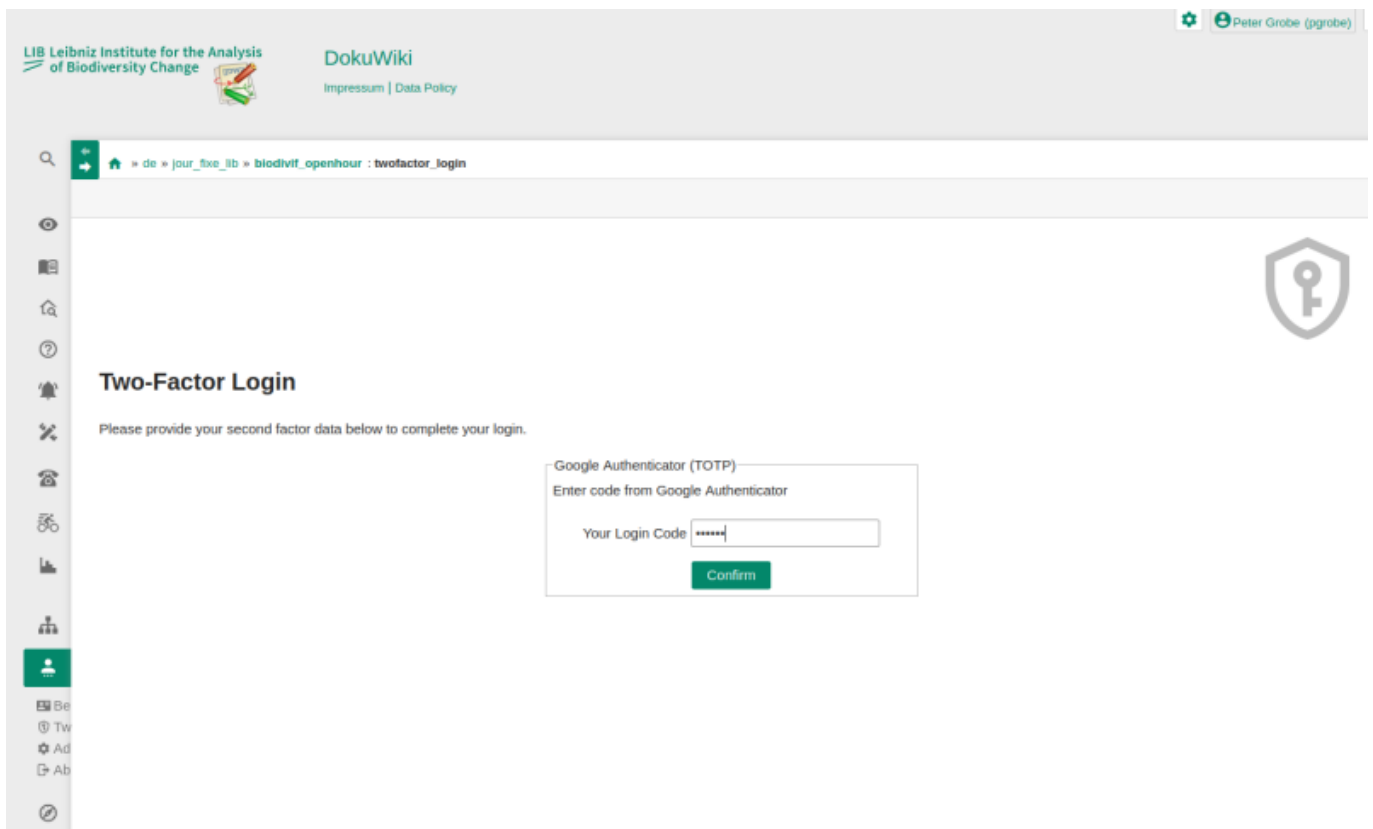 Peter Grobe (pgrobe)
LIB Leibniz Institute for the Analysis
of Biodiversity Change
DokuWiki
Impressum | Data Policy
» de » jour_fixe_lib » biodivif_openhour : twofactor_login
Two-Factor Login
Please provide your second factor data below to complete your login.
Google Authenticator (TOTP)
Enter code from Google Authenticator
Your Login Code ••••••
Confirm
Be
Tw
Ad
Ab